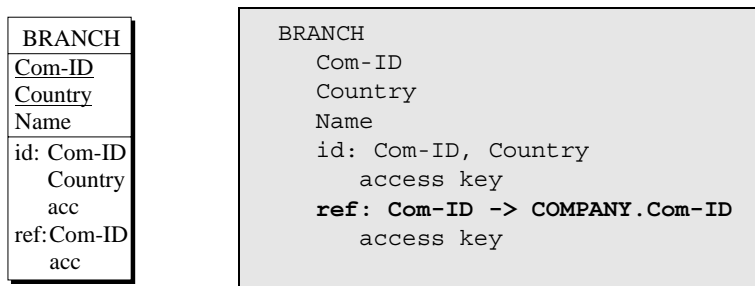 BRANCH
Com-ID
Country
Name
id: Com-ID
Country
acc
ref:Com-ID
acc
BRANCH
Com-ID
Country
Name
id: Com-ID, Country
access key
ref: Com-ID -> COMPANY.Com-ID
access key